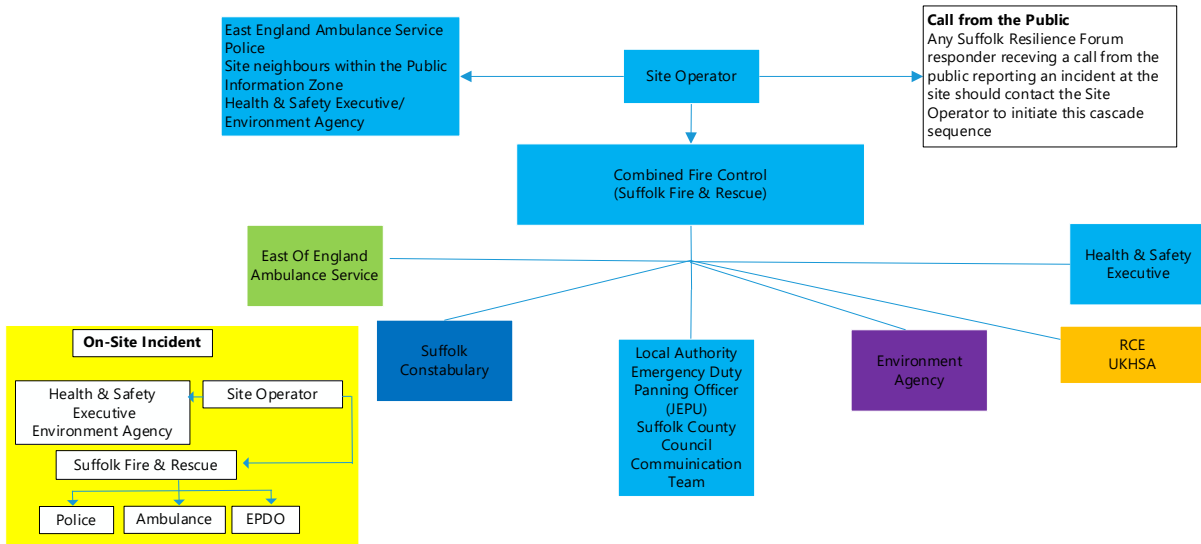 East England Ambulance Service
Police
Site neighbours within the Public
Information Zone
Health & Safety Executive/
Environment Agency
Site Operator
Call from the Public
Any Suffolk Resilience Forum
responder receving a call from the
public reporting an incident at the
site should contact the Site
Operator to initiate this cascade
sequence
Combined Fire Control
(Suffolk Fire & Rescue)
East Of England
Ambulance Service
Health & Safety
Executive
Suffolk
Constabulary
Local Authority
Emergency Duty
Panning Officer
(JEPU)
Suffolk County
Council
Commuinication
Team
Environment
Agency
RCE
UKHSA
On-Site Incident
Health & Safety
Executive
Environment Agency
Site Operator
Suffolk Fire & Rescue
Police
Ambulance
EPDO